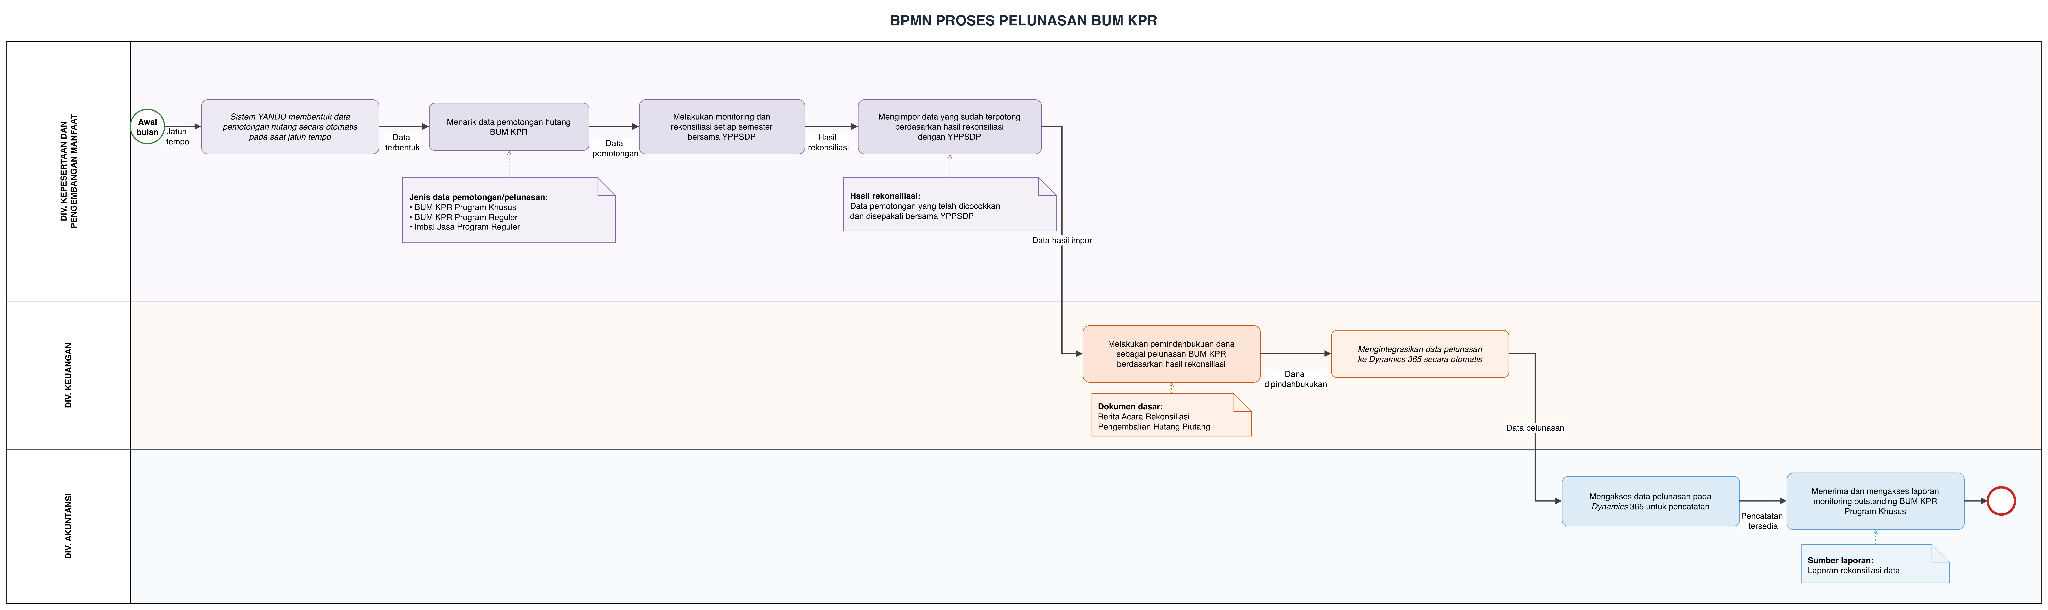 BPMN PROSES PELUNASAN BUM KPR
DIV. KEPESERTAAN DAN
PENGEMBANGAN MANFAAT
Awal
bulan
Jatuh
tempo
Sistem YANDU membentuk data
pemotongan hutang secara otomatis
pada saat jatuh tempo
Data
terbentuk
Menarik data pemotongan hutang
BUM KPR
Data
pemotongan
Melakukan monitoring dan
rekonsiliasi setiap semester
bersama YPPSDP
Hasil
rekonsiliasi
Mengimpor data yang sudah terpotong
berdasarkan hasil rekonsiliasi
dengan YPPSDP
Jenis data pemotongan/pelunasan:
• BUM KPR Program Khusus
• BUM KPR Program Reguler
• Imbal Jasa Program Reguler
Hasil rekonsiliasi:
Data pemotongan yang telah dicocokkan
dan disepakati bersama YPPSDP
Data hasil impor
DIV. KEUANGAN
Melakukan pemindahbukuan dana
sebagai pelunasan BUM KPR
berdasarkan hasil rekonsiliasi
Dana
dipindahbukukan
Mengintegrasikan data pelunasan
ke Dynamics 365 secara otomatis
Dokumen dasar:
Berita Acara Rekonsiliasi
Pengembalian Hutang Piutang
Data pelunasan
DIV. AKUNTANSI
Mengakses data pelunasan pada
Dynamics 365 untuk pencatatan
Pencatatan
tersedia
Menerima dan mengakses laporan
monitoring outstanding BUM KPR
Program Khusus
Sumber laporan:
Laporan rekonsiliasi data